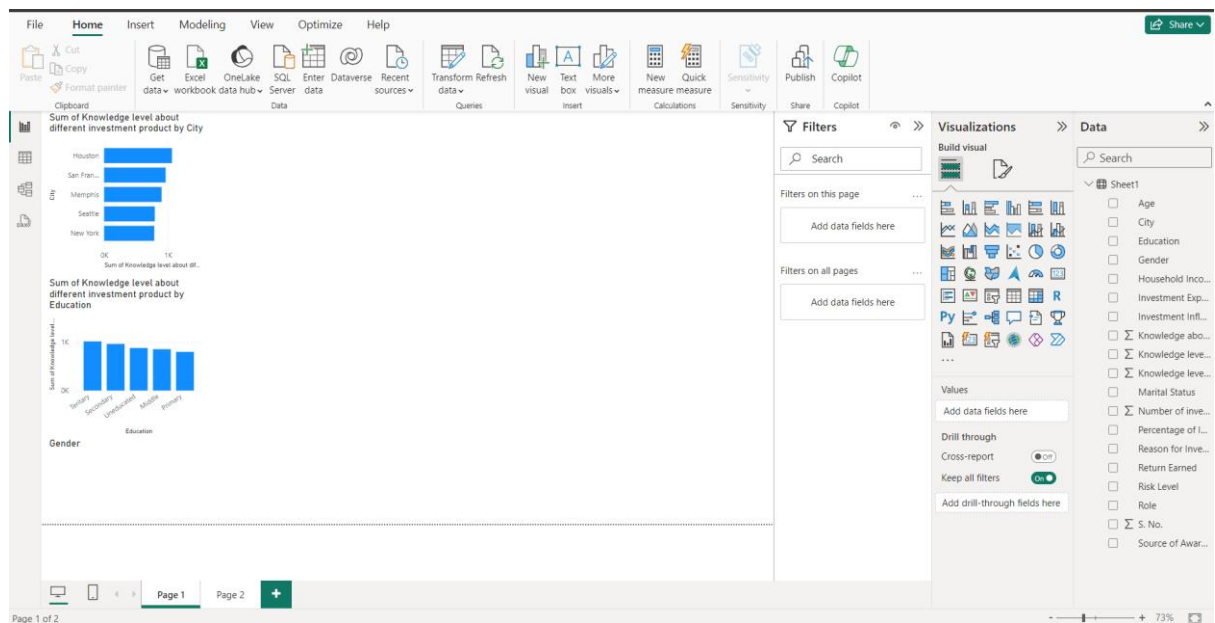 File Home Insert Modeling View Optimize Help
Share
Paste
Cut
Copy
Format painter
Clipboard
Get data
Excel workbook
OneLake data hub
SQL Server
Enter data
Dataverse
Recent sources
Data
Transform data
Refresh
Queries
New visual
Text box
More visuals
Insert
New measure
Quick measure
Calculations
Sensitivity
Sensitivity
Publish
Share
Copilot
Copilot
Sum of Knowledge level about
different investment product by City
City
Houston
San Fran...
Memphis
Seattle
New York
0K 1K
Sum of Knowledge level about dif...
Sum of Knowledge level about
different investment product by
Education
Sum of Knowledge level...
1K
0K
Tertiary Secondary Uneducated Middle Primary
Education
Gender
Filters
Search
Filters on this page ...
Add data fields here
Filters on all pages ...
Add data fields here
Visualizations
Build visual
123
R
Py
...
Values
Add data fields here
Drill through
Cross-report Off
Keep all filters On
Add drill-through fields here
Data
Search
Sheet1
Age
City
Education
Gender
Household Inco...
Investment Exp...
Investment Infl...
Σ Knowledge abo...
Σ Knowledge leve...
Σ Knowledge leve...
Marital Status
Σ Number of inve...
Percentage of I...
Reason for Inve...
Return Earned
Risk Level
Role
Σ S. No.
Source of Awar...
Page 1 Page 2 +
Page 1 of 2
- + 73%